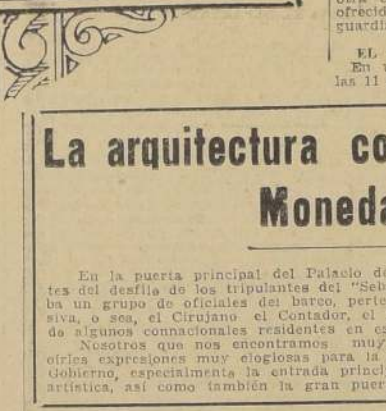 ofrecid
guardia
EL
En u
las 11
La arquitectura co
Moneda
En la puerta principal del Palacio de
tes del desfile de los tripulantes del "Seb
ba un grupo de oficiales del barco, perte
siva, o sea, el Cirujano el Contador, el
de algunos connacionales residentes en es
Nosotros que nos encontramos muy
oírles expresiones muy elogiosas para la
Gobierno, especialmente la entrada princi
artística, así como también la gran puer